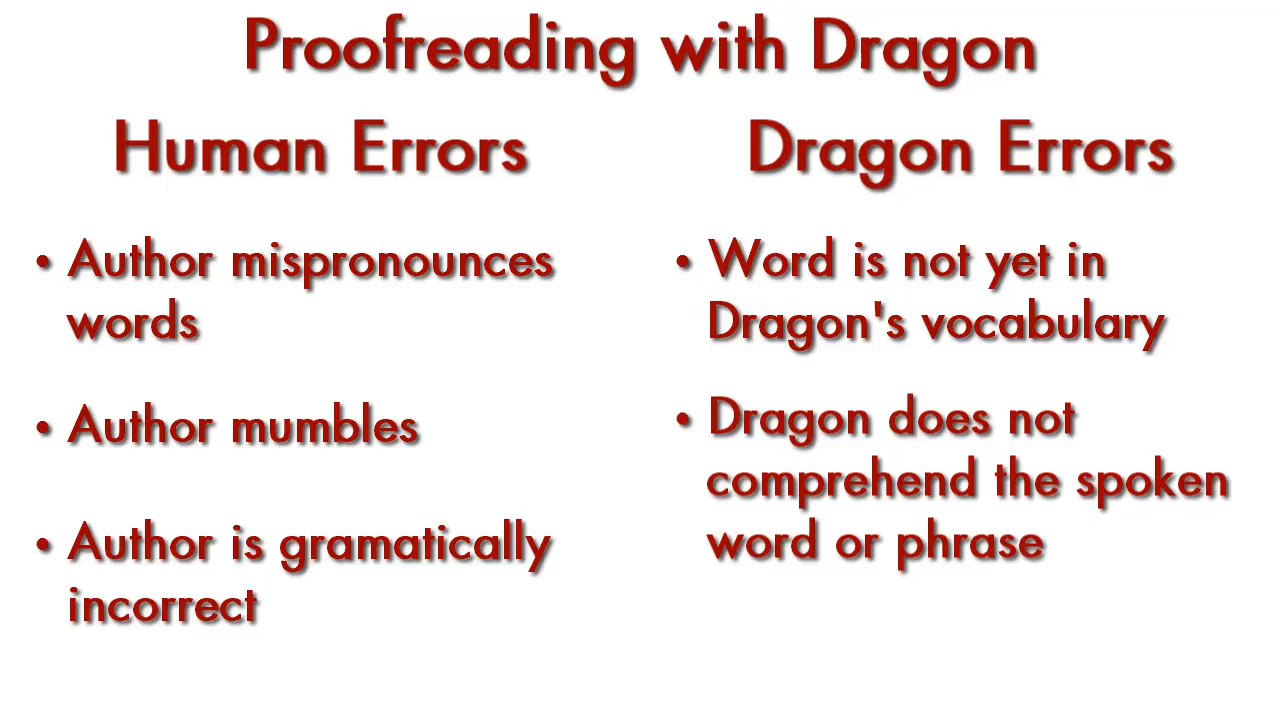 Proofreading with Dragon
Human Errors
• Author mispronounces
words
• Author mumbles
• Author is gramatically
incorrect
Dragon Errors
• Word is not yet in
Dragon's vocabulary
• Dragon does not
comprehend the spoken
word or phrase